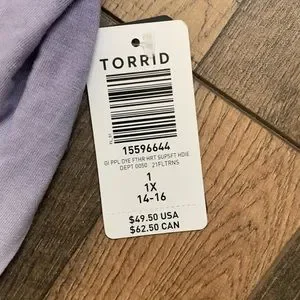 TORRID
15596644
GI PPL DYE FTHR HRT SUPSFT HDIE
DEPT 0050 21FLTRNS
1
1X
14-16
$49.50 USA
$62.50 CAN